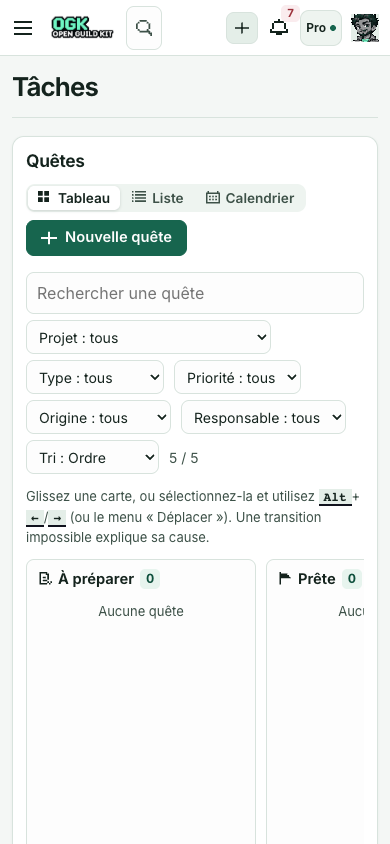 OGK
OPEN GUILD KIT
7
Pro
Tâches
Quêtes
Tableau
Liste
Calendrier
Nouvelle quête
Rechercher une quête
Projet : tous
Type : tous
Priorité : tous
Origine : tous
Responsable : tous
Tri : Ordre
5 / 5
Glissez une carte, ou sélectionnez-la et utilisez Alt +
← / → (ou le menu « Déplacer »). Une transition
impossible explique sa cause.
À préparer 0
Aucune quête
Prête 0
Aucu